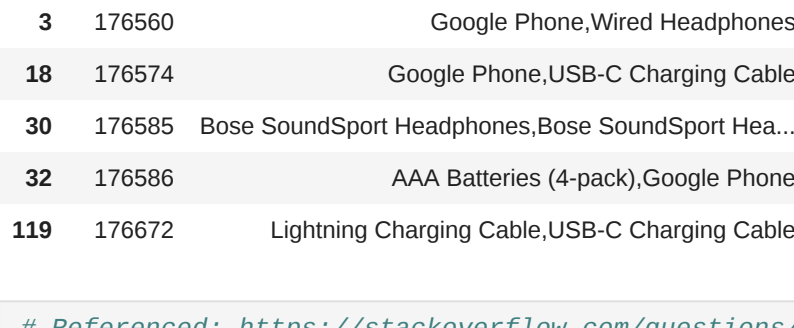 3 176560 Google Phone,Wired Headphones
18 176574 Google Phone,USB-C Charging Cable
30 176585 Bose SoundSport Headphones,Bose SoundSport Hea...
32 176586 AAA Batteries (4-pack),Google Phone
119 176672 Lightning Charging Cable,USB-C Charging Cable
# Referenced: https://stackoverflow.com/questions/